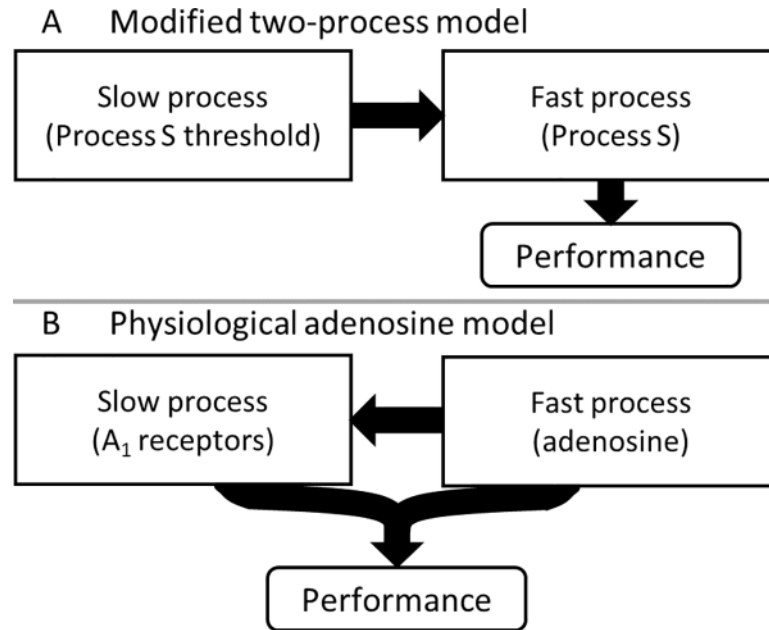 A Modified two-process model
Slow process
(Process S threshold)
Fast process
(Process S)
Performance
B Physiological adenosine model
Slow process
(A₁ receptors)
Fast process
(adenosine)
Performance